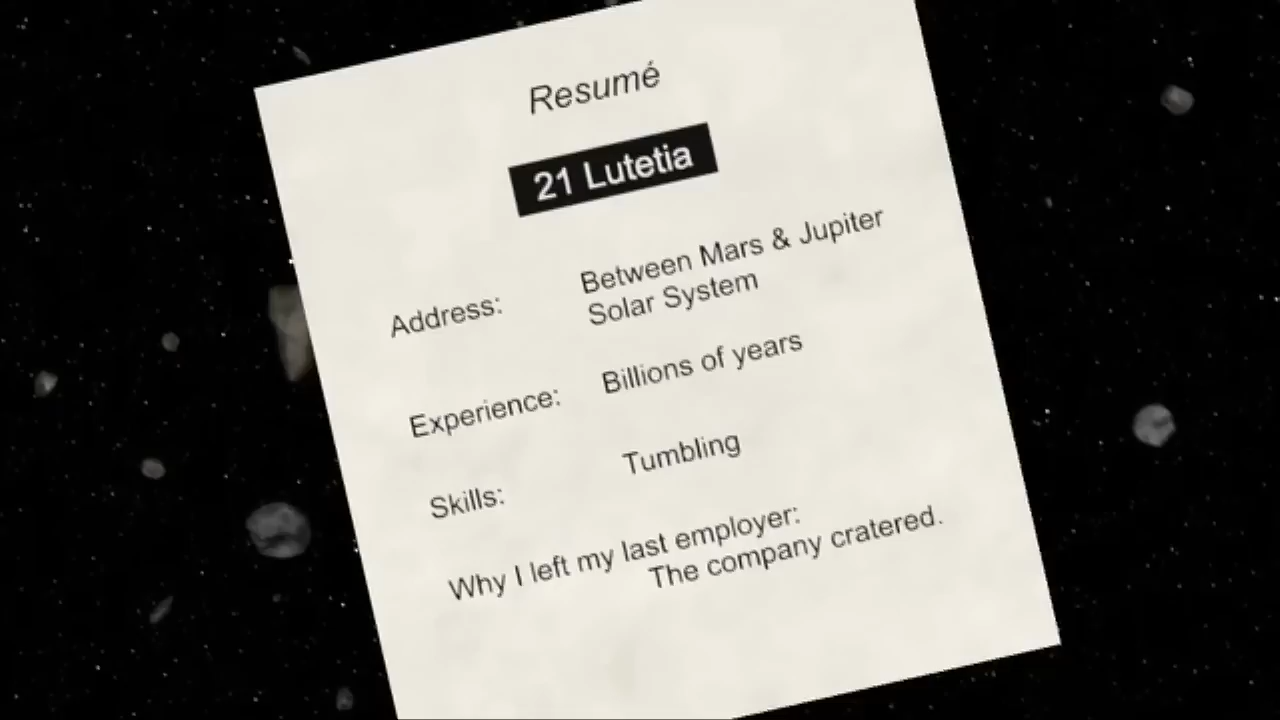 Resumé
21 Lutetia
Address: Between Mars & Jupiter
Solar System
Experience: Billions of years
Skills: Tumbling
Why I left my last employer:
The company cratered.